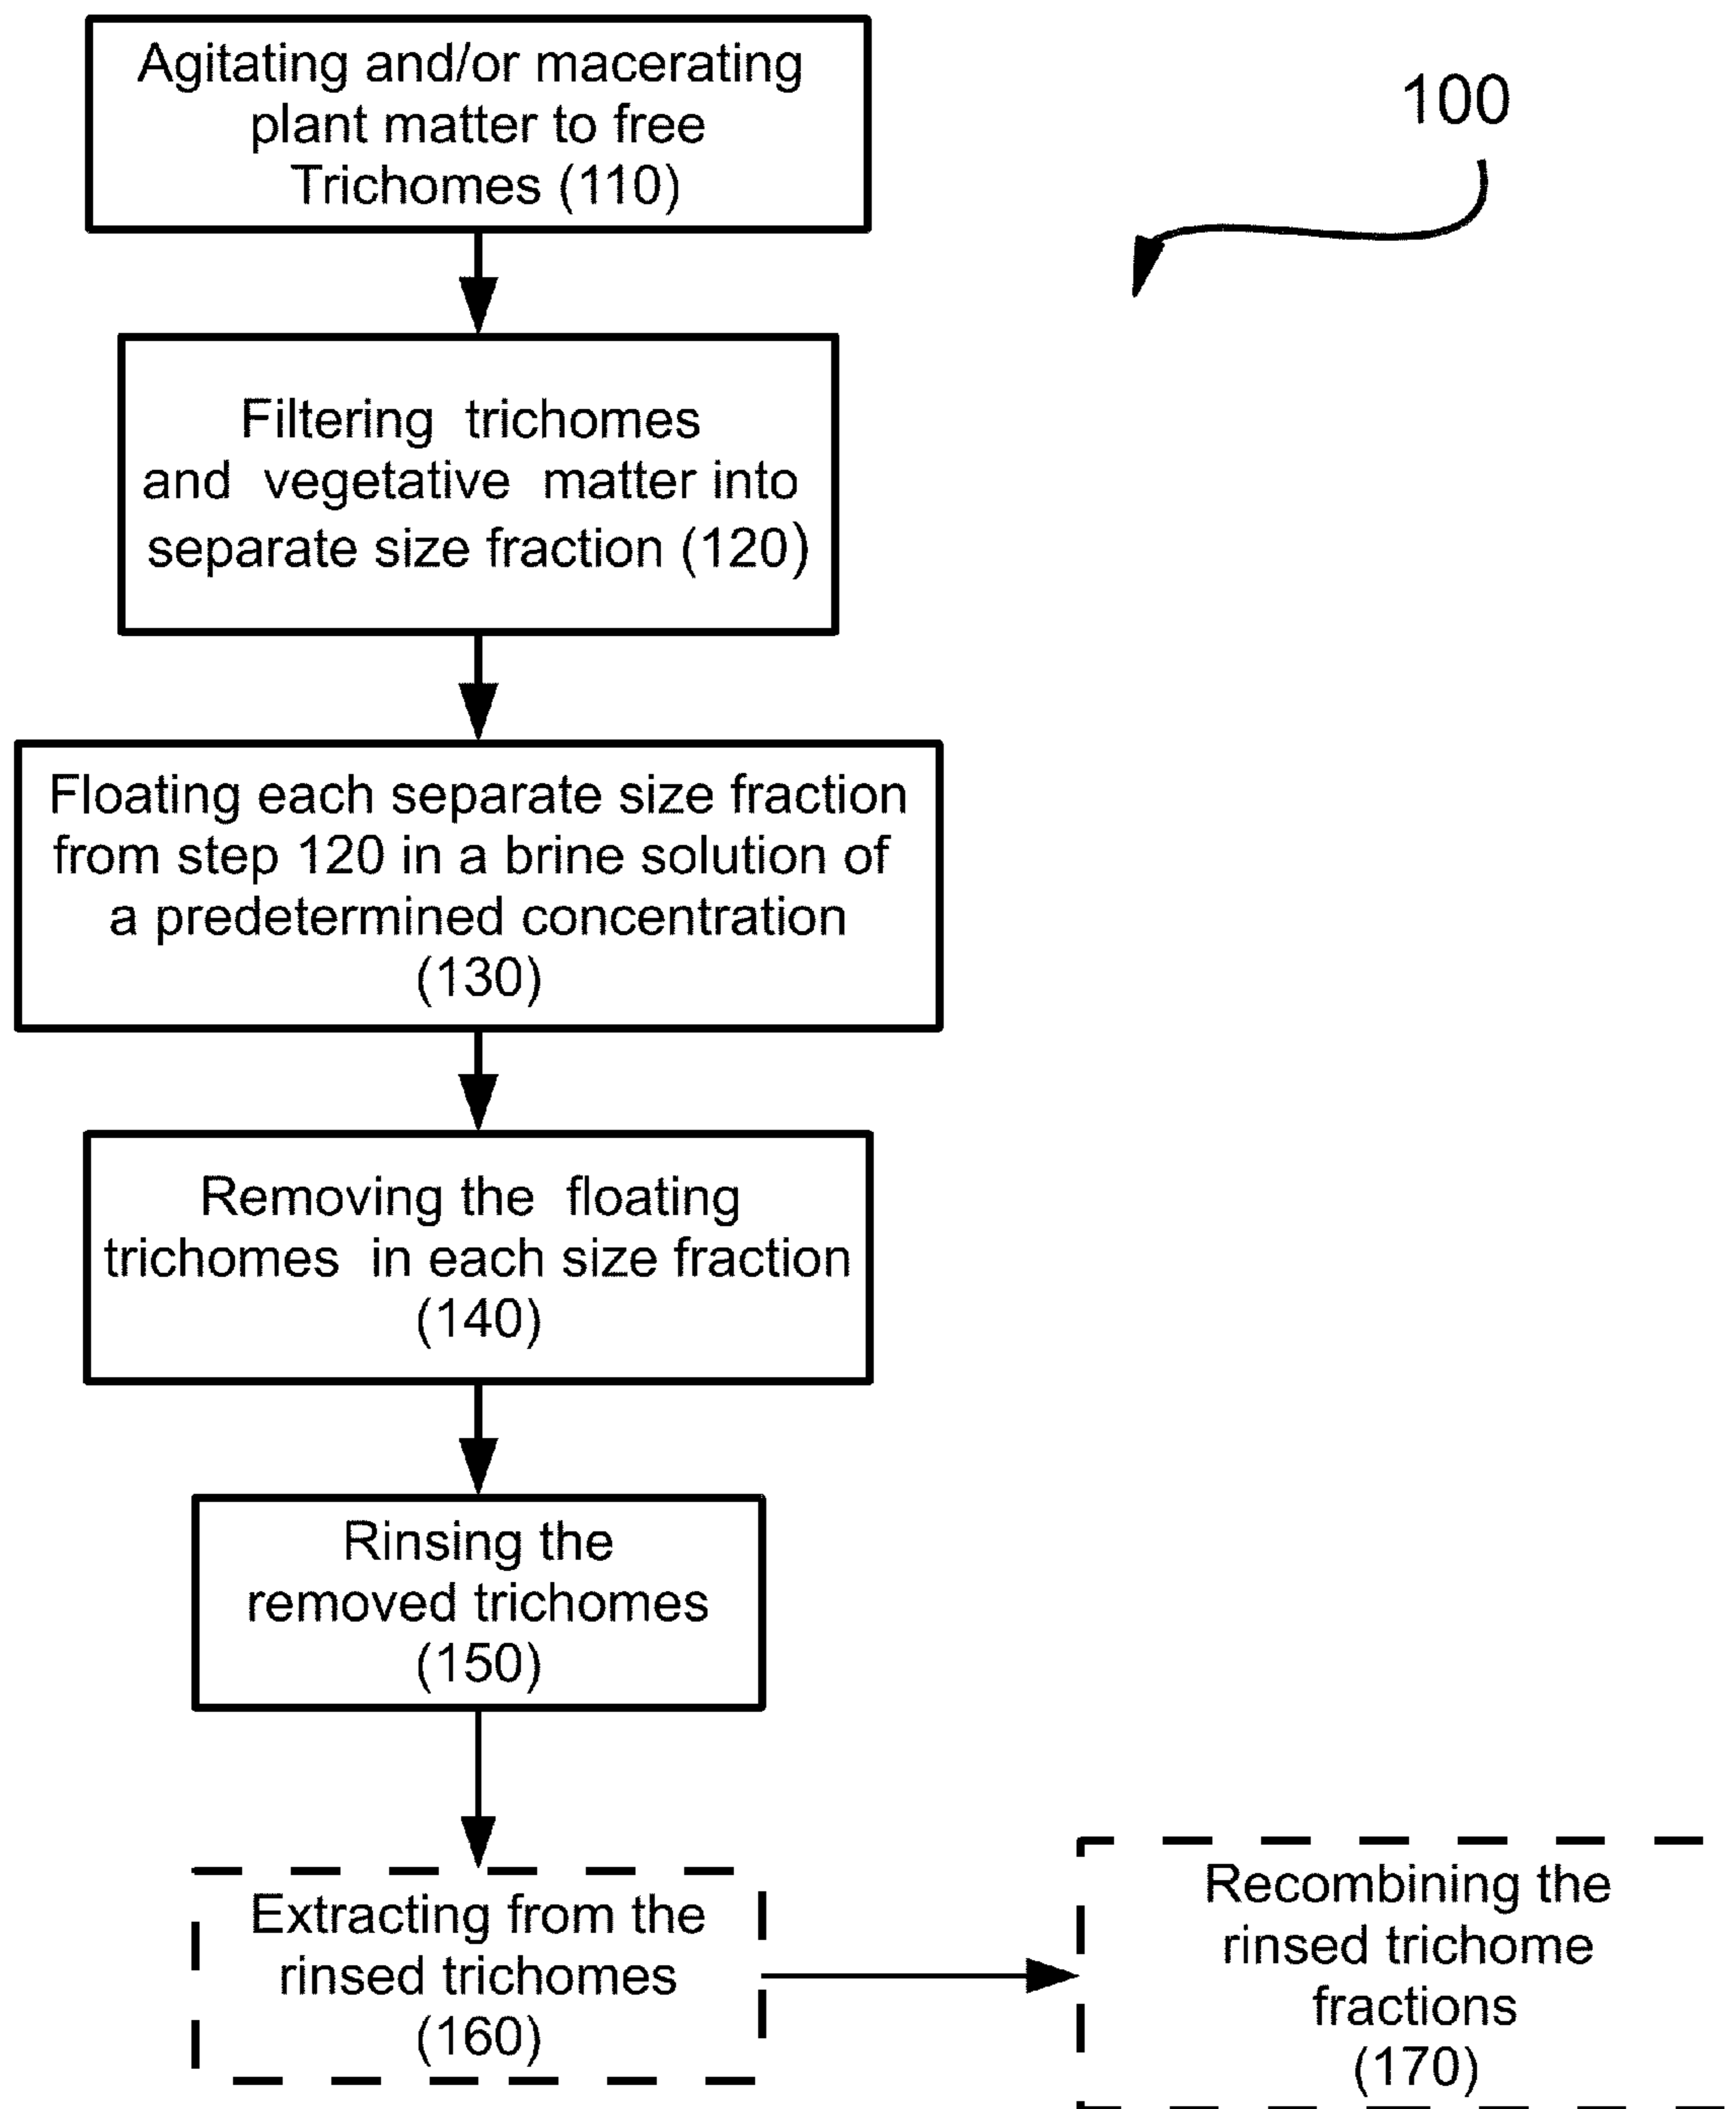 Agitating and/or macerating
plant matter to free
Trichomes (110)
100
Filtering trichomes
and vegetative matter into
separate size fraction (120)
Floating each separate size fraction
from step 120 in a brine solution of
a predetermined concentration
(130)
Removing the floating
trichomes in each size fraction
(140)
Rinsing the
removed trichomes
(150)
Extracting from the
rinsed trichomes
(160)
Recombining the
rinsed trichome
fractions
(170)